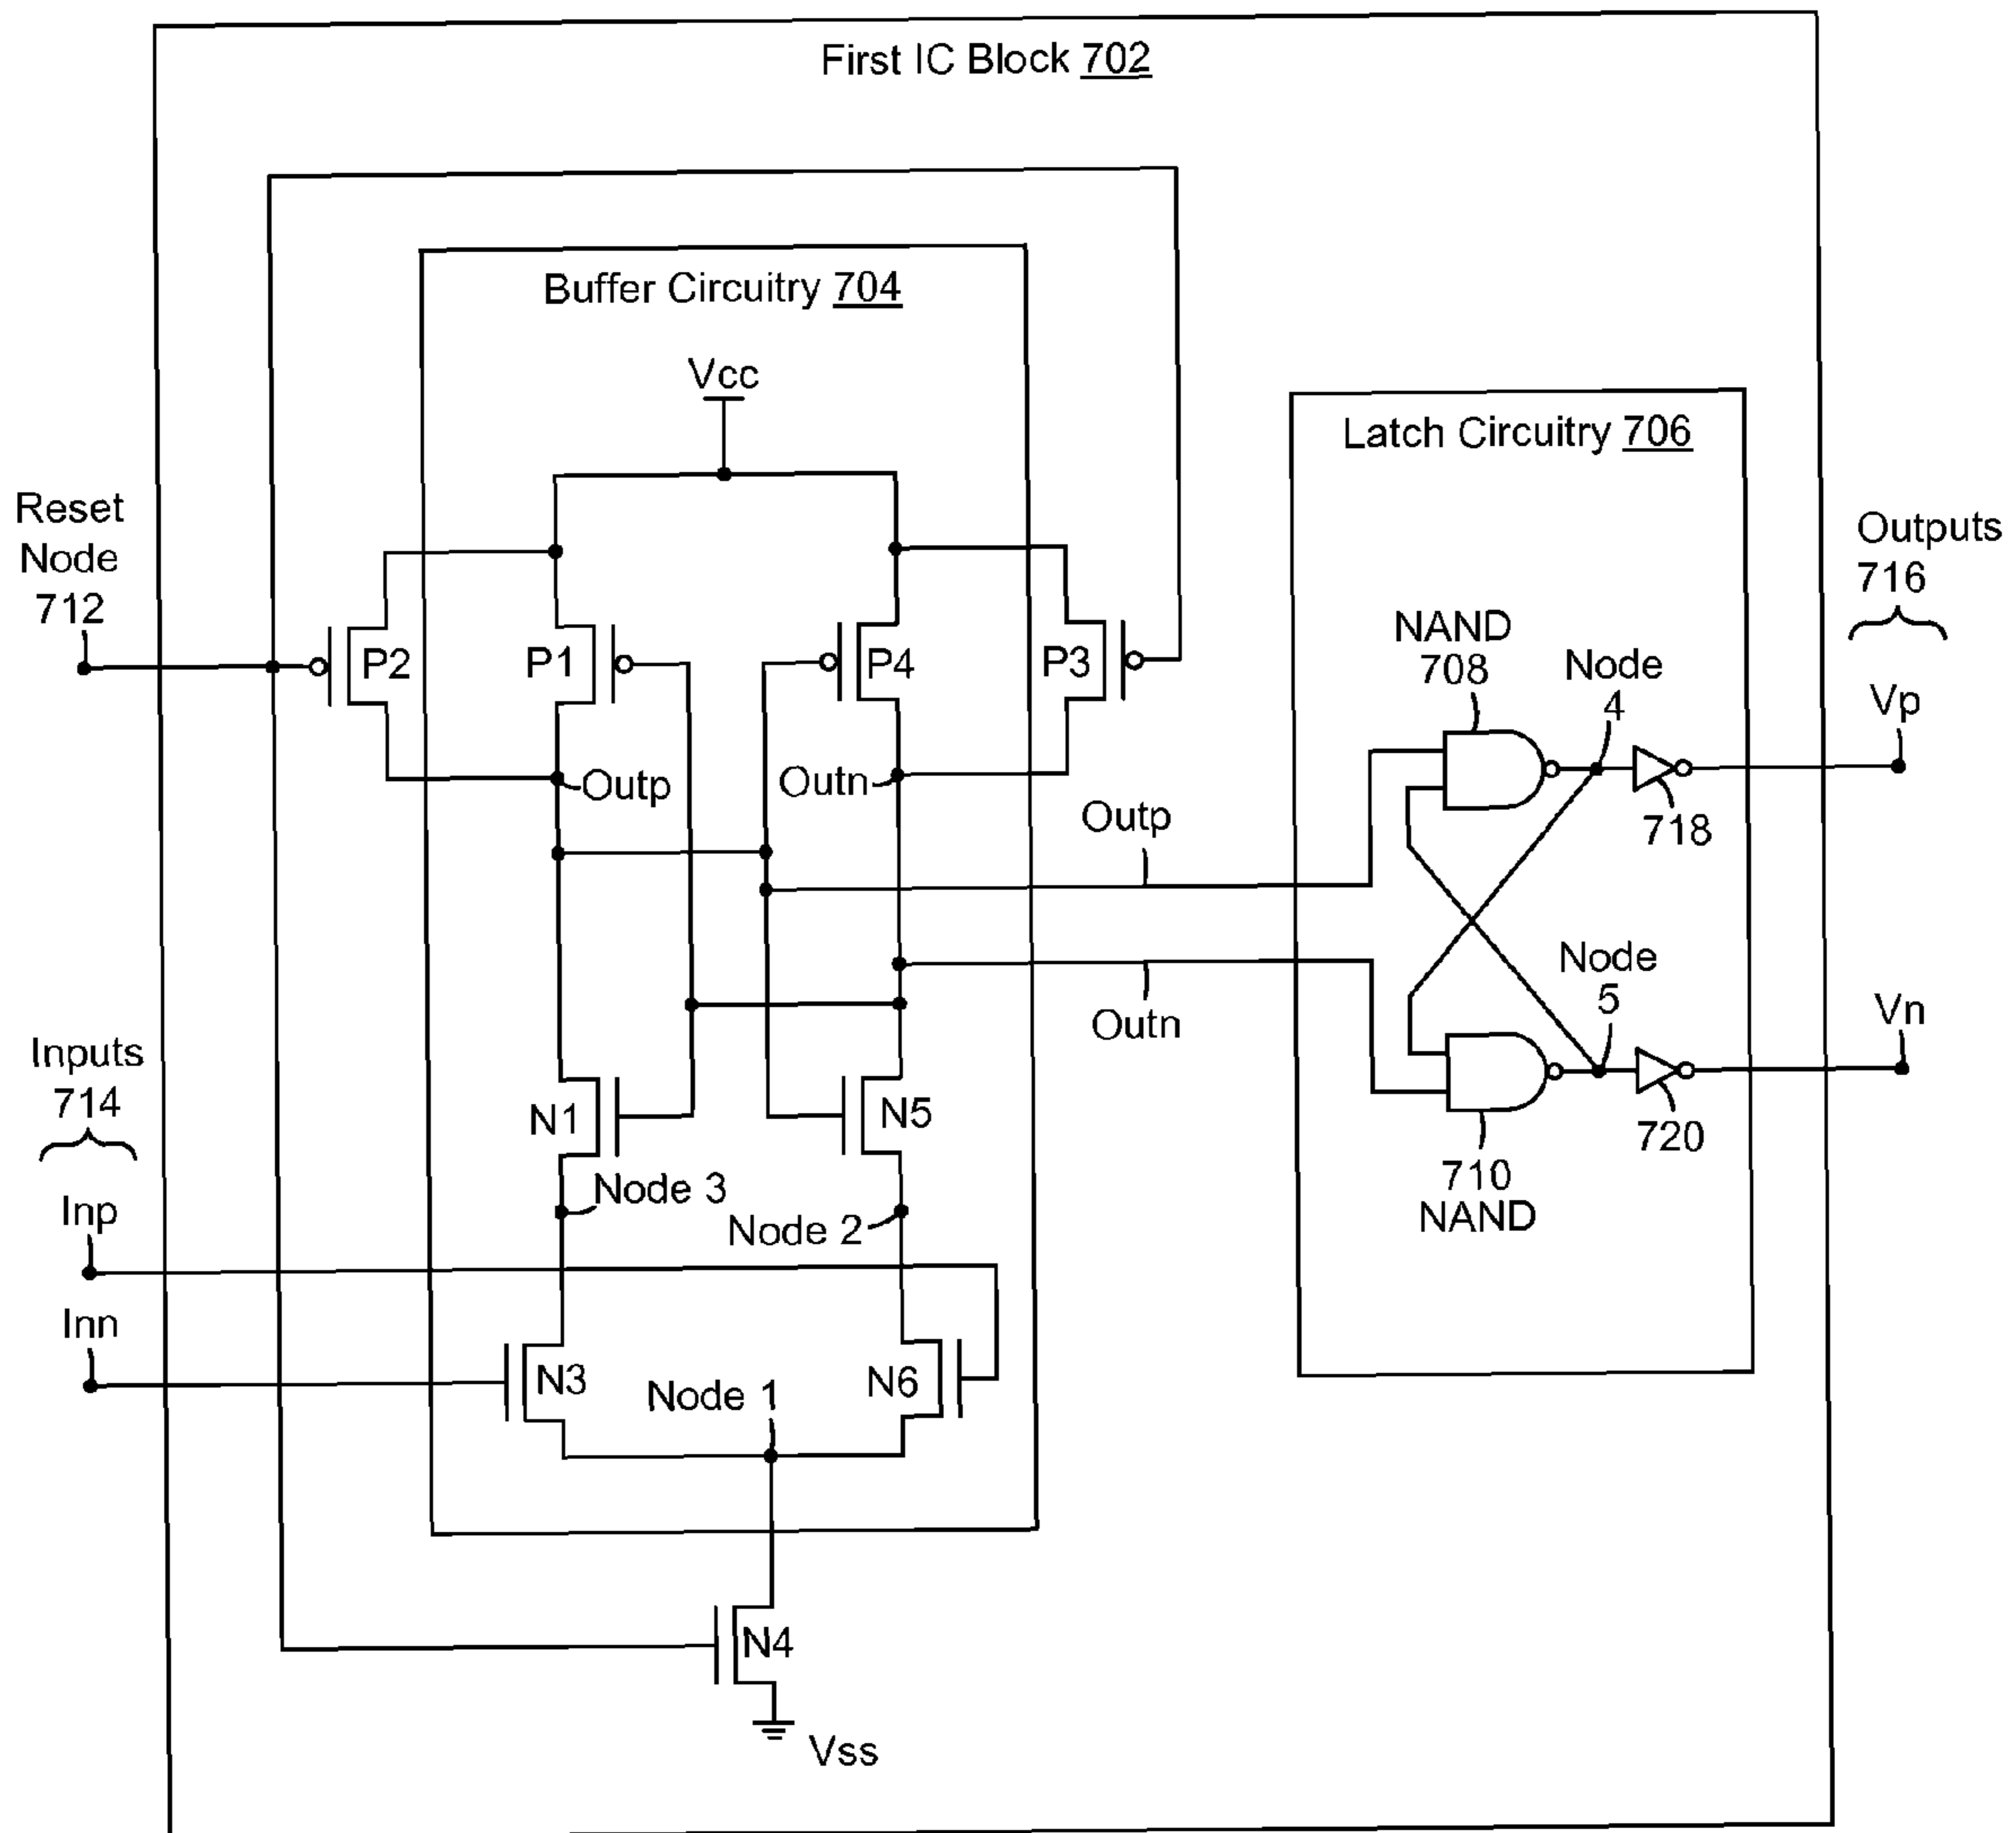 First IC Block 702
Buffer Circuitry 704
Vcc
Latch Circuitry 706
Reset
Node
712
Outputs
716
P2
P1
P4
P3
NAND
708
Node
4
Vp
Outp
Outn
Outp
718
Node
5
Outn
Vn
Inputs
714
N1
N5
720
710
NAND
Node 3
Node 2
Inp
Inn
N3
N6
Node 1
N4
Vss